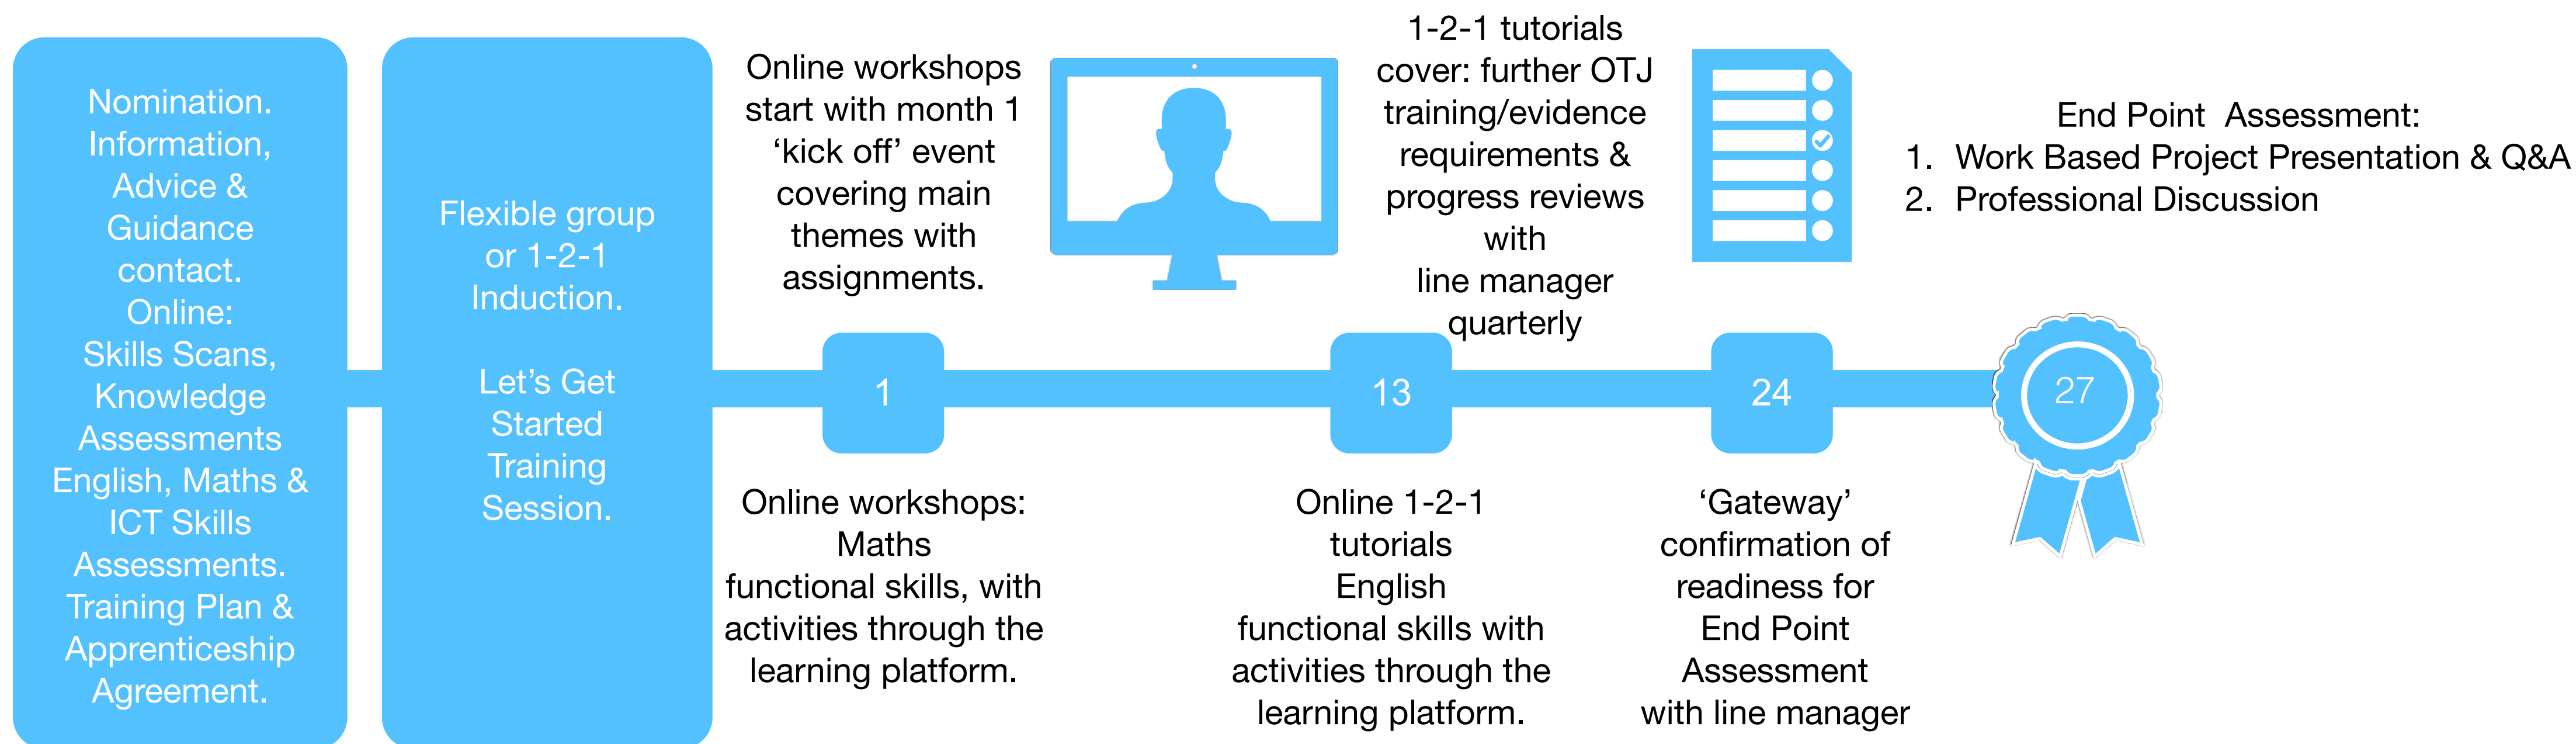 Nomination.
Information,
Advice &
Guidance
contact.
Online:
Skills Scans,
Knowledge
Assessments
English, Maths &
ICT Skills
Assessments.
Training Plan &
Apprenticeship
Agreement.
Flexible group
or 1-2-1
Induction.
Let’s Get
Started
Training
Session.
Online workshops
start with month 1
‘kick off’ event
covering main
themes with
assignments.
1
Online workshops:
Maths
functional skills, with
activities through the
learning platform.
1-2-1 tutorials
cover: further OTJ
training/evidence
requirements &
progress reviews
with
line manager
quarterly
13
Online 1-2-1
tutorials
English
functional skills with
activities through the
learning platform.
24
‘Gateway’
confirmation of
readiness for
End Point
Assessment
with line manager
End Point  Assessment:
1. Work Based Project Presentation & Q&A
2. Professional Discussion
27